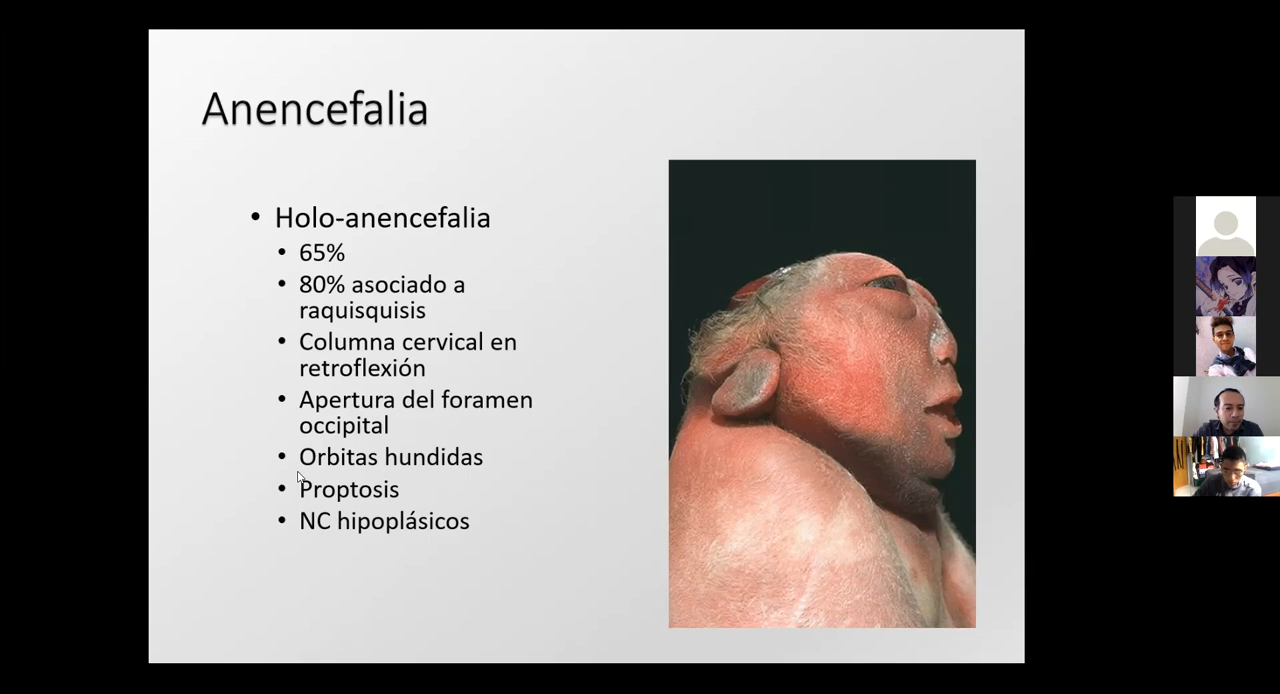 Anencefalia
• Holo-anencefalia
• 65%
• 80% asociado a
raquisquisis
• Columna cervical en
retroflexión
• Apertura del foramen
occipital
• Orbitas hundidas
• Proptosis
• NC hipoplásicos